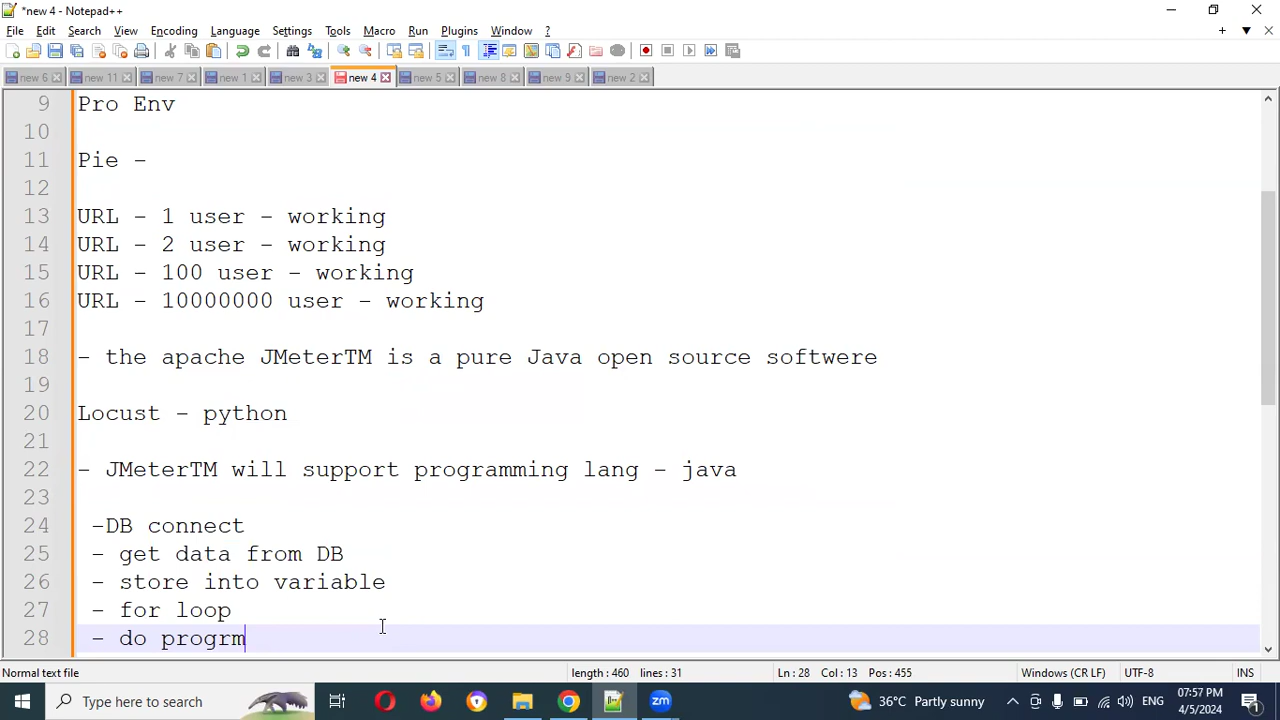 *new 4 - Notepad++
File Edit Search View Encoding Language Settings Tools Macro Run Plugins Window ?
new 6 new 11 new 7 new 1 new 3 new 4 new 5 new 8 new 9 new 2
9 Pro Env
10
11 Pie -
12
13 URL - 1 user - working
14 URL - 2 user - working
15 URL - 100 user - working
16 URL - 10000000 user - working
17
18 - the apache JMeterTM is a pure Java open source softwere
19
20 Locust - python
21
22 - JMeterTM will support programming lang - java
23
24 -DB connect
25 - get data from DB
26 - store into variable
27 - for loop
28 - do progrm
Normal text file length : 460 lines : 31 Ln : 28 Col : 13 Pos : 455 Windows (CR LF) UTF-8 INS
Type here to search zm 36°C Partly sunny ENG 07:57 PM
4/5/2024 1